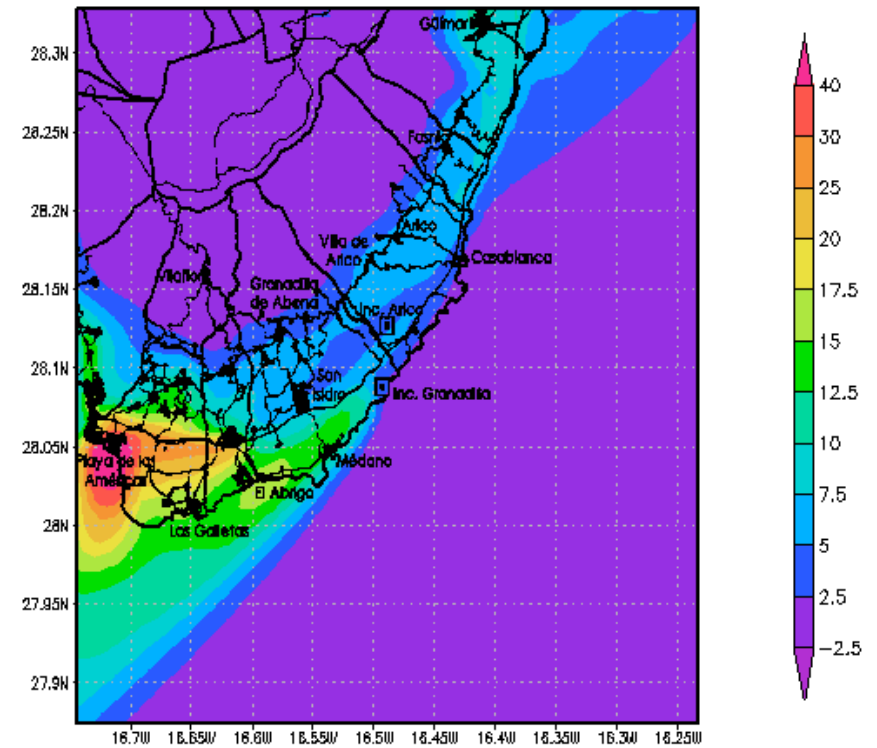 Güimar
28.3N
40
30
28.25N
Fasnia
25
28.2N
Arico
20
Villa de
Arico
Casablanca
Vilaflor
17.5
28.15N
Granadilla
de Abona
Inc. Arico
15
28.1N
San
Isidro
Inc. Granadilla
12.5
28.05N
10
Playa de las
Américas
Médano
Abrigo
7.5
28N
Las Galletas
5
27.95N
2.5
27.9N
-2.5
16.7W 16.65W 16.6W 16.55W 16.5W 16.45W 16.4W 16.35W 16.3W 16.25W